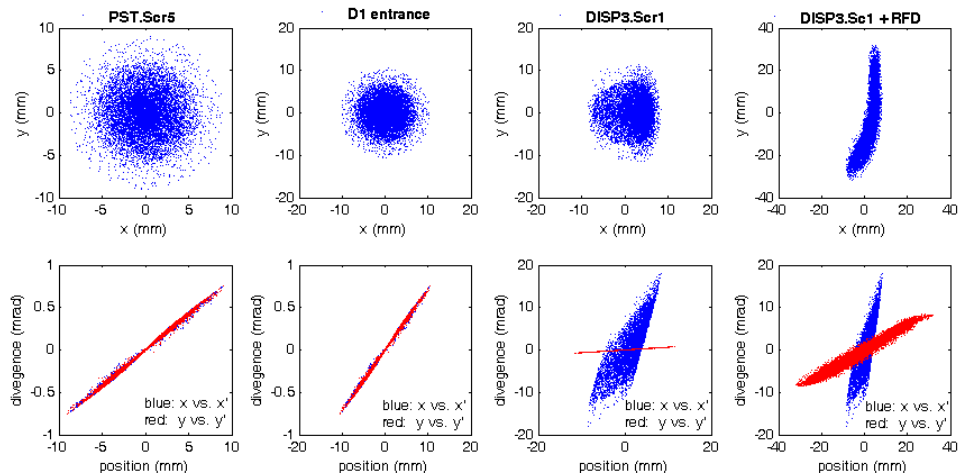 PST.Scr5
D1 entrance
DISP3.Scr1
DISP3.Sc1 + RFD
10
5
0
-5
-10
y (mm)
-10
-5
0
5
10
x (mm)
20
10
0
-10
-20
y (mm)
-20
-10
0
10
20
x (mm)
20
10
0
-10
-20
y (mm)
-20
-10
0
10
20
x (mm)
40
20
0
-20
-40
y (mm)
-40
-20
0
20
40
x (mm)
1
0.5
0
-0.5
-1
divegence (mrad)
blue: x vs. x'
red: y vs. y'
-10
-5
0
5
10
position (mm)
1
0.5
0
-0.5
-1
divegence (mrad)
blue: x vs. x'
red: y vs. y'
-20
-10
0
10
20
position (mm)
20
10
0
-10
-20
divegence (mrad)
blue: x vs. x'
red: y vs. y'
-20
-10
0
10
20
position (mm)
20
10
0
-10
-20
divegence (mrad)
blue: x vs. x'
red: y vs. y'
-40
-20
0
20
40
position (mm)